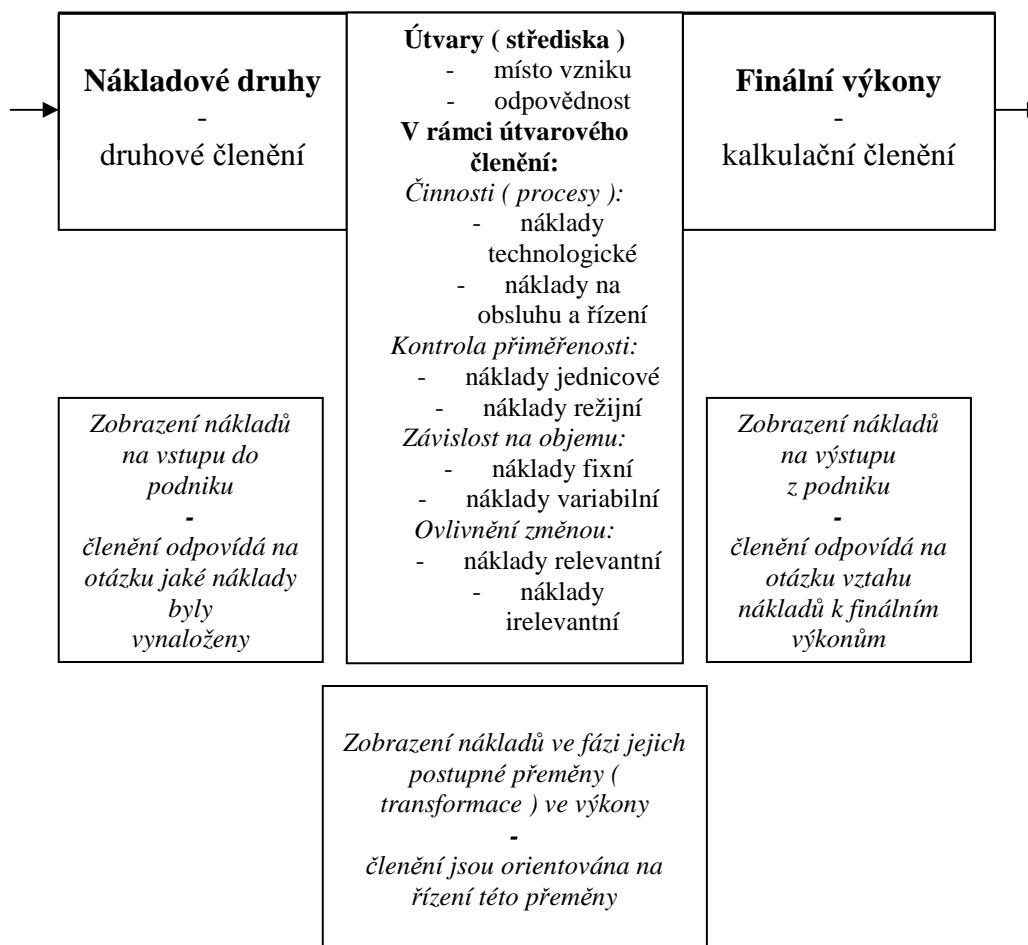 Nákladové druhy
-
druhové členění
Útvary ( střediska )
- místo vzniku
- odpovědnost
V rámci útvarového
členění:
Činnosti ( procesy ):
- náklady
technologické
- náklady na
obsluhu a řízení
Kontrola přiměřenosti:
- náklady jednicové
- náklady režijní
Závislost na objemu:
- náklady fixní
- náklady variabilní
Ovlivnění změnou:
- náklady relevantní
- náklady
irelevantní
Finální výkony
-
kalkulační členění
Zobrazení nákladů
na vstupu do
podniku
-
členění odpovídá na
otázku jaké náklady
byly
vynaloženy
Zobrazení nákladů
na výstupu
z podniku
-
členění odpovídá na
otázku vztahu
nákladů k finálním
výkonům
Zobrazení nákladů ve fázi jejich
postupné přeměny (
transformace ) ve výkony
-
členění jsou orientována na
řízení této přeměny